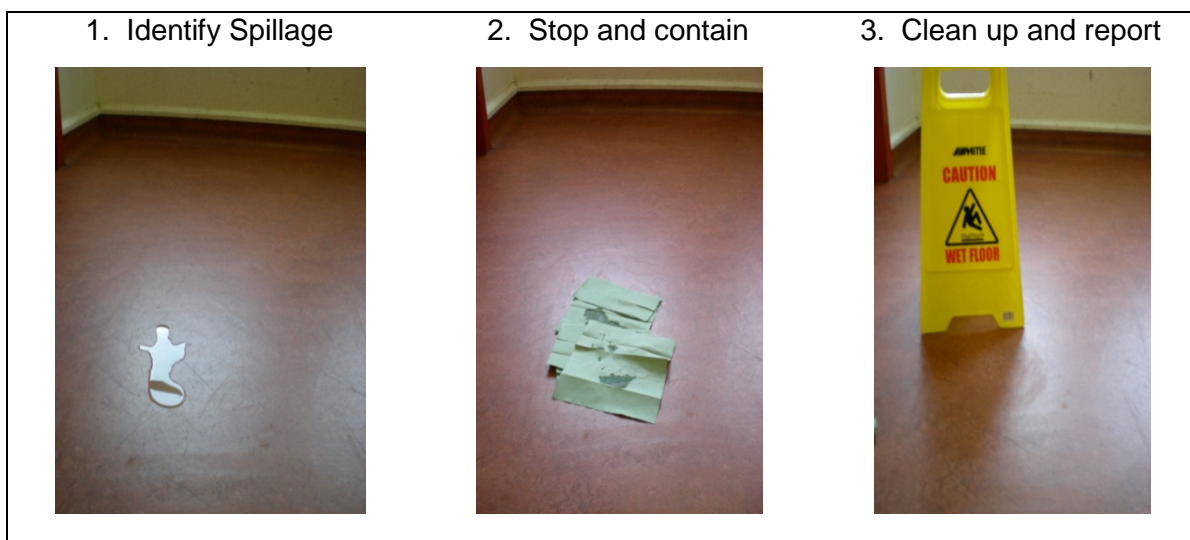 1. Identify Spillage
2. Stop and contain
3. Clean up and report
CAUTION
WET FLOOR